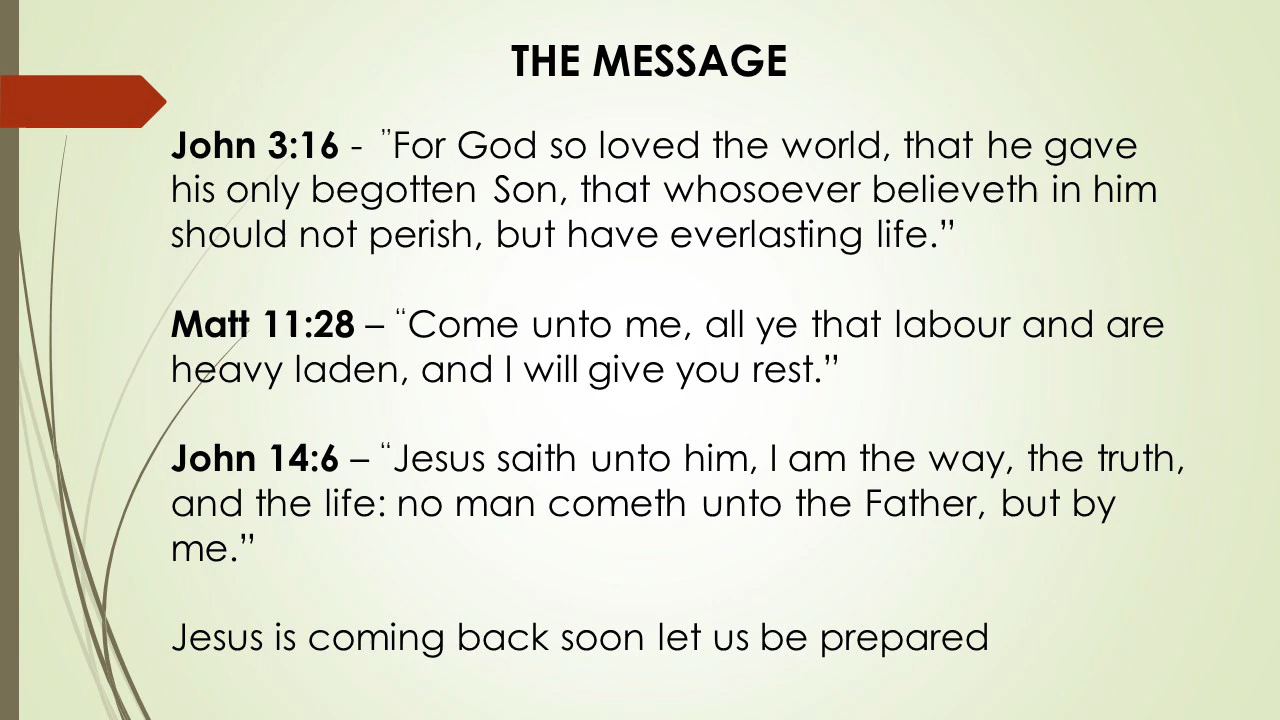 THE MESSAGE
John 3:16 - ¨For God so loved the world, that he gave
his only begotten Son, that whosoever believeth in him
should not perish, but have everlasting life.”
Matt 11:28 – “Come unto me, all ye that labour and are
heavy laden, and I will give you rest.”
John 14:6 – “Jesus saith unto him, I am the way, the truth,
and the life: no man cometh unto the Father, but by
me.”
Jesus is coming back soon let us be prepared